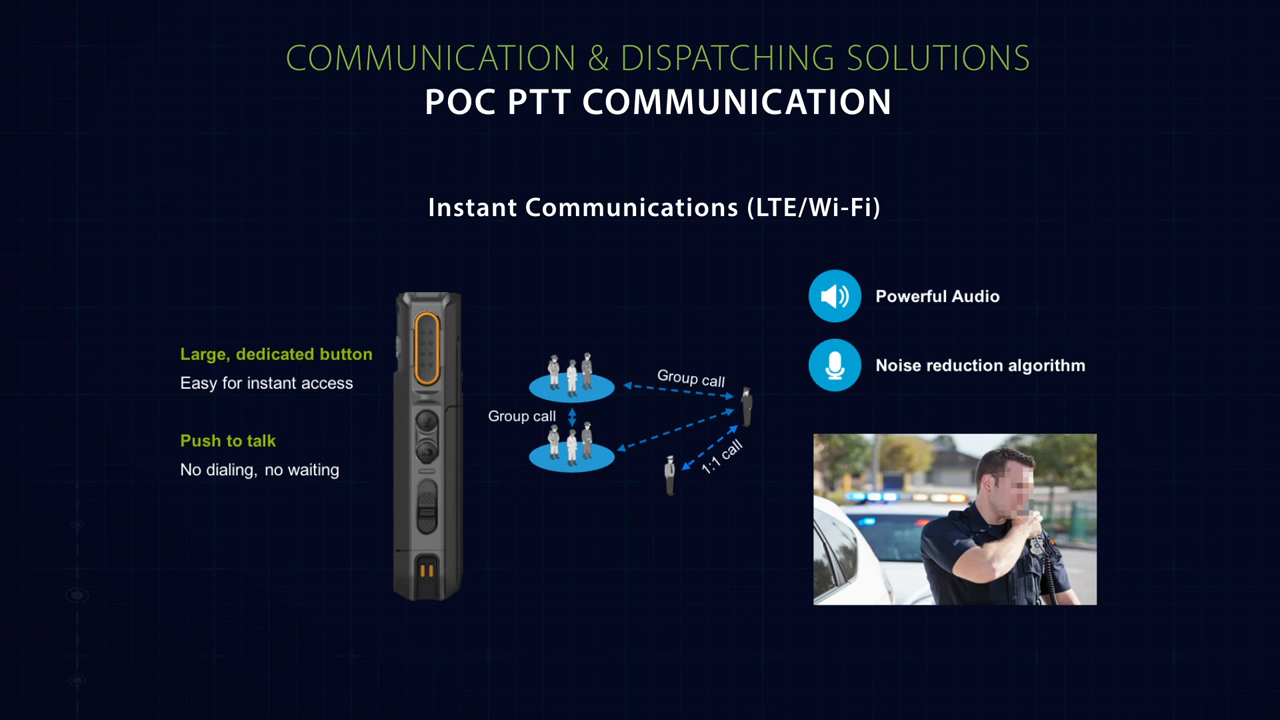 COMMUNICATION & DISPATCHING SOLUTIONS
POC PTT COMMUNICATION
Instant Communications (LTE/Wi-Fi)
Large, dedicated button
Easy for instant access
Push to talk
No dialing, no waiting
Group call
Group call
1:1 call
Powerful Audio
Noise reduction algorithm